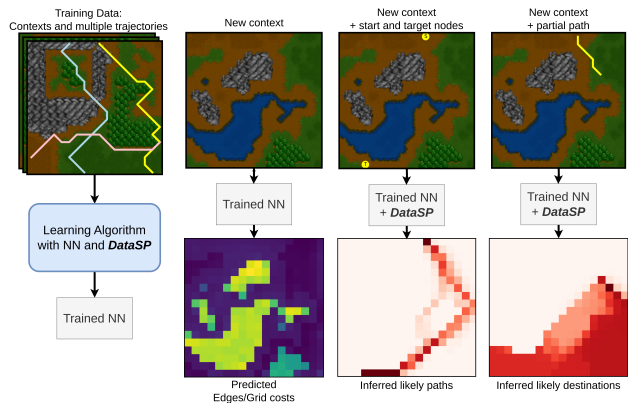 Training Data:
Contexts and multiple trajectories
New context
New context
+ start and target nodes
New context
+ partial path
S
T
Learning Algorithm
with NN and DataSP
Trained NN
Trained NN
Trained NN
+ DataSP
Trained NN
+ DataSP
Predicted
Edges/Grid costs
Inferred likely paths
Inferred likely destinations